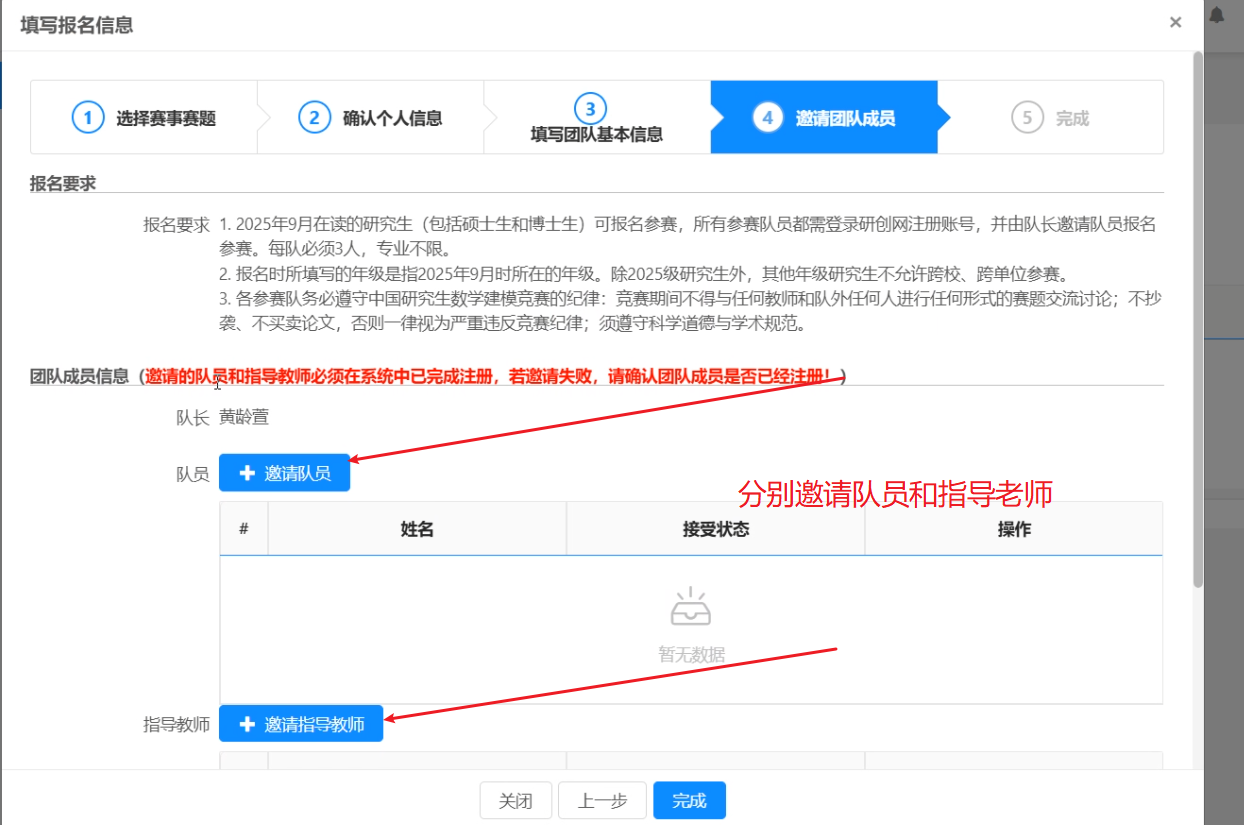 填写报名信息
1 选择赛事赛题
2 确认个人信息
3 填写团队基本信息
4 邀请团队成员
5 完成
报名要求
报名要求 1. 2025年9月在读的研究生（包括硕士生和博士生）可报名参赛，所有参赛队员都需登录研创网注册账号，并由队长邀请队员报名
参赛。每队必须3人，专业不限。
2. 报名时所填写的年级是指2025年9月时所在的年级。除2025级研究生外，其他年级研究生不允许跨校、跨单位参赛。
3. 各参赛队务必遵守中国研究生数学建模竞赛的纪律：竞赛期间不得与任何教师和队外任何人进行任何形式的赛题交流讨论；不抄
袭、不买卖论文，否则一律视为严重违反竞赛纪律；须遵守科学道德与学术规范。
团队成员信息（邀请的队员和指导教师必须在系统中已完成注册，若邀请失败，请确认团队成员是否已经注册！）
队长 黄龄萱
队员 邀请队员
分别邀请队员和指导老师
# 姓名 接受状态 操作
暂无数据
指导教师 邀请指导教师
关闭 上一步 完成